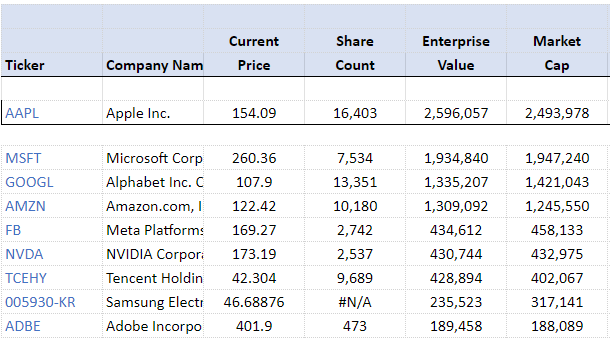 Current Share Enterprise Market
Ticker Company Nam Price Count Value Cap
AAPL Apple Inc. 154.09 16,403 2,596,057 2,493,978
MSFT Microsoft Corp 260.36 7,534 1,934,840 1,947,240
GOOGL Alphabet Inc. C 107.9 13,351 1,335,207 1,421,043
AMZN Amazon.com, I 122.42 10,180 1,309,092 1,245,550
FB Meta Platforms 169.27 2,742 434,612 458,133
NVDA NVIDIA Corpora 173.19 2,537 430,744 432,975
TCEHY Tencent Holdin 42.304 9,689 428,894 402,067
005930-KR Samsung Electr 46.68876 #N/A 235,523 317,141
ADBE Adobe Incorpo 401.9 473 189,458 188,089